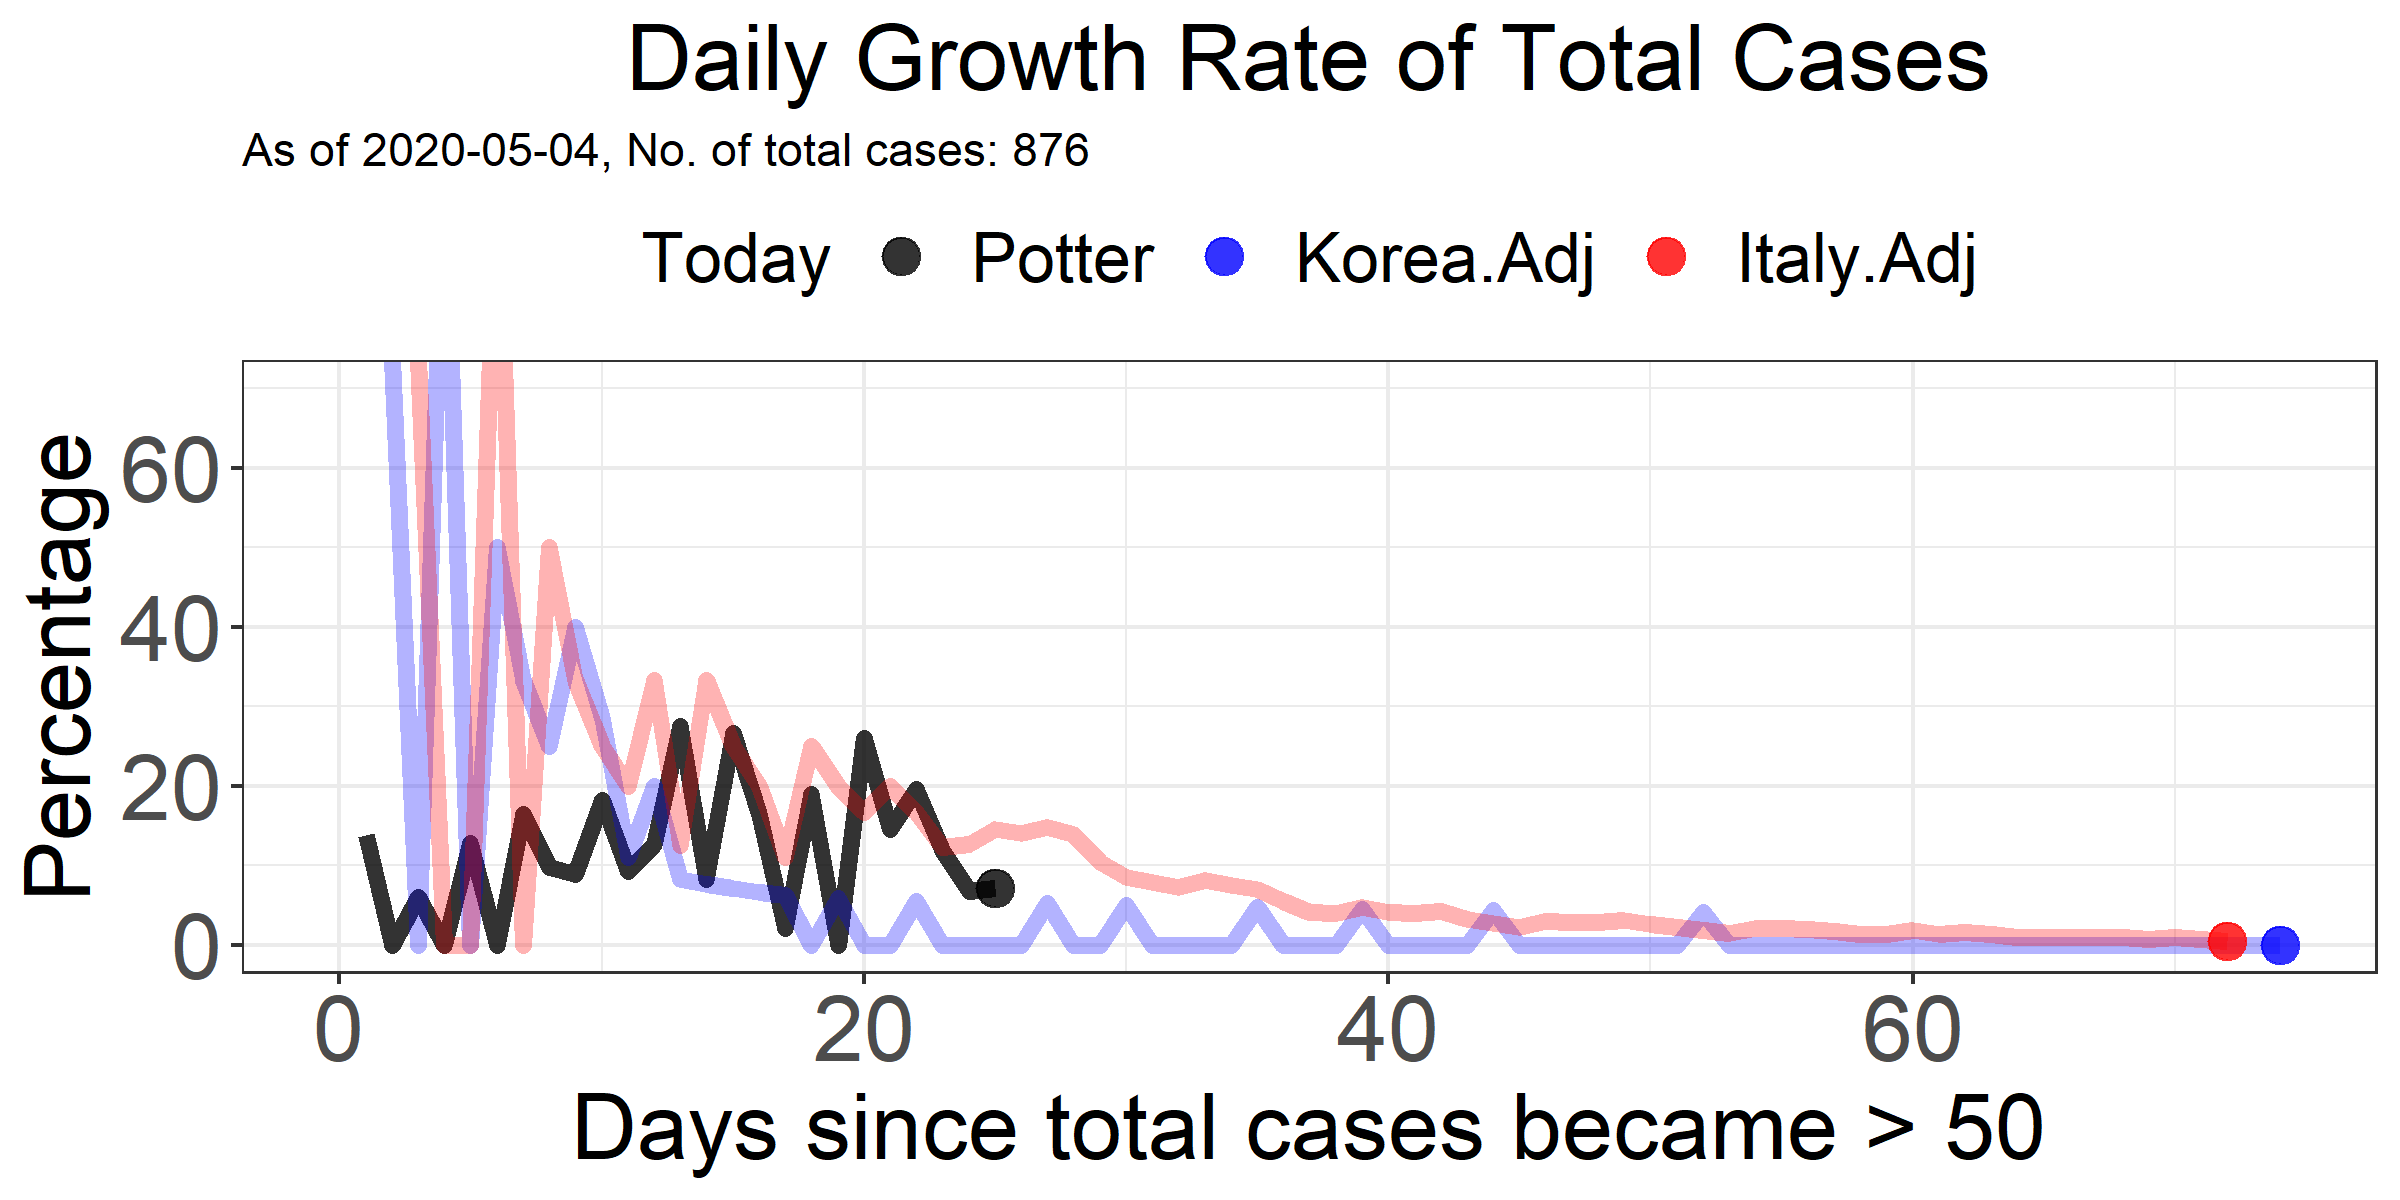 Daily Growth Rate of Total Cases
As of 2020-05-04, No. of total cases: 876
Today Potter Korea.Adj Italy.Adj
Percentage
60
40
20
0
0 20 40 60
Days since total cases became > 50